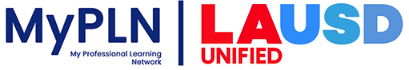 MyPLN
My Professional Learning
Network
LAUSD
UNIFIED